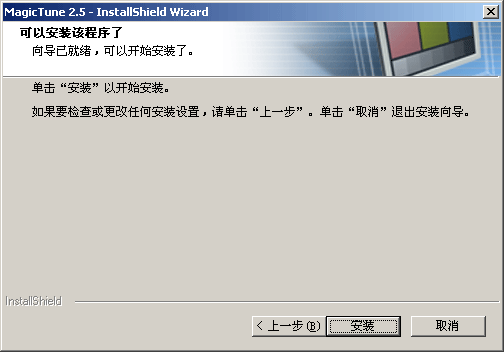 MagicTune 2.5 - InstallShield Wizard
可以安装该程序了
向导已就绪，可以开始安装了。
单击“安装”以开始安装。
如果要检查或更改任何安装设置，请单击“上一步”。单击“取消”退出安装向导。
InstallShield
< 上一步(B)
安装
取消